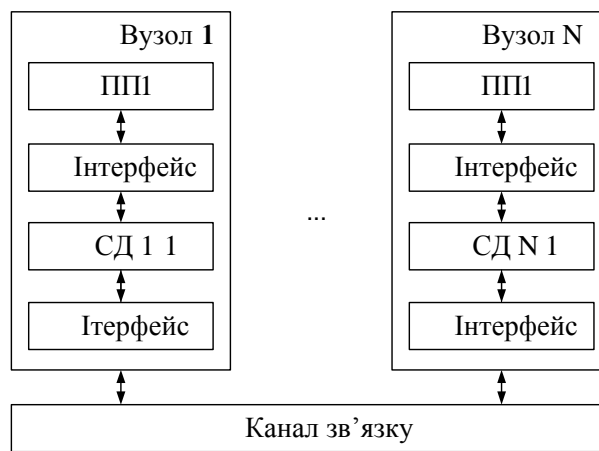 Вузол 1
ПП1
Інтерфейс
СД 1 1
Ітерфейс
...
Вузол N
ПП1
Інтерфейс
СД N 1
Інтерфейс
Канал зв’язку